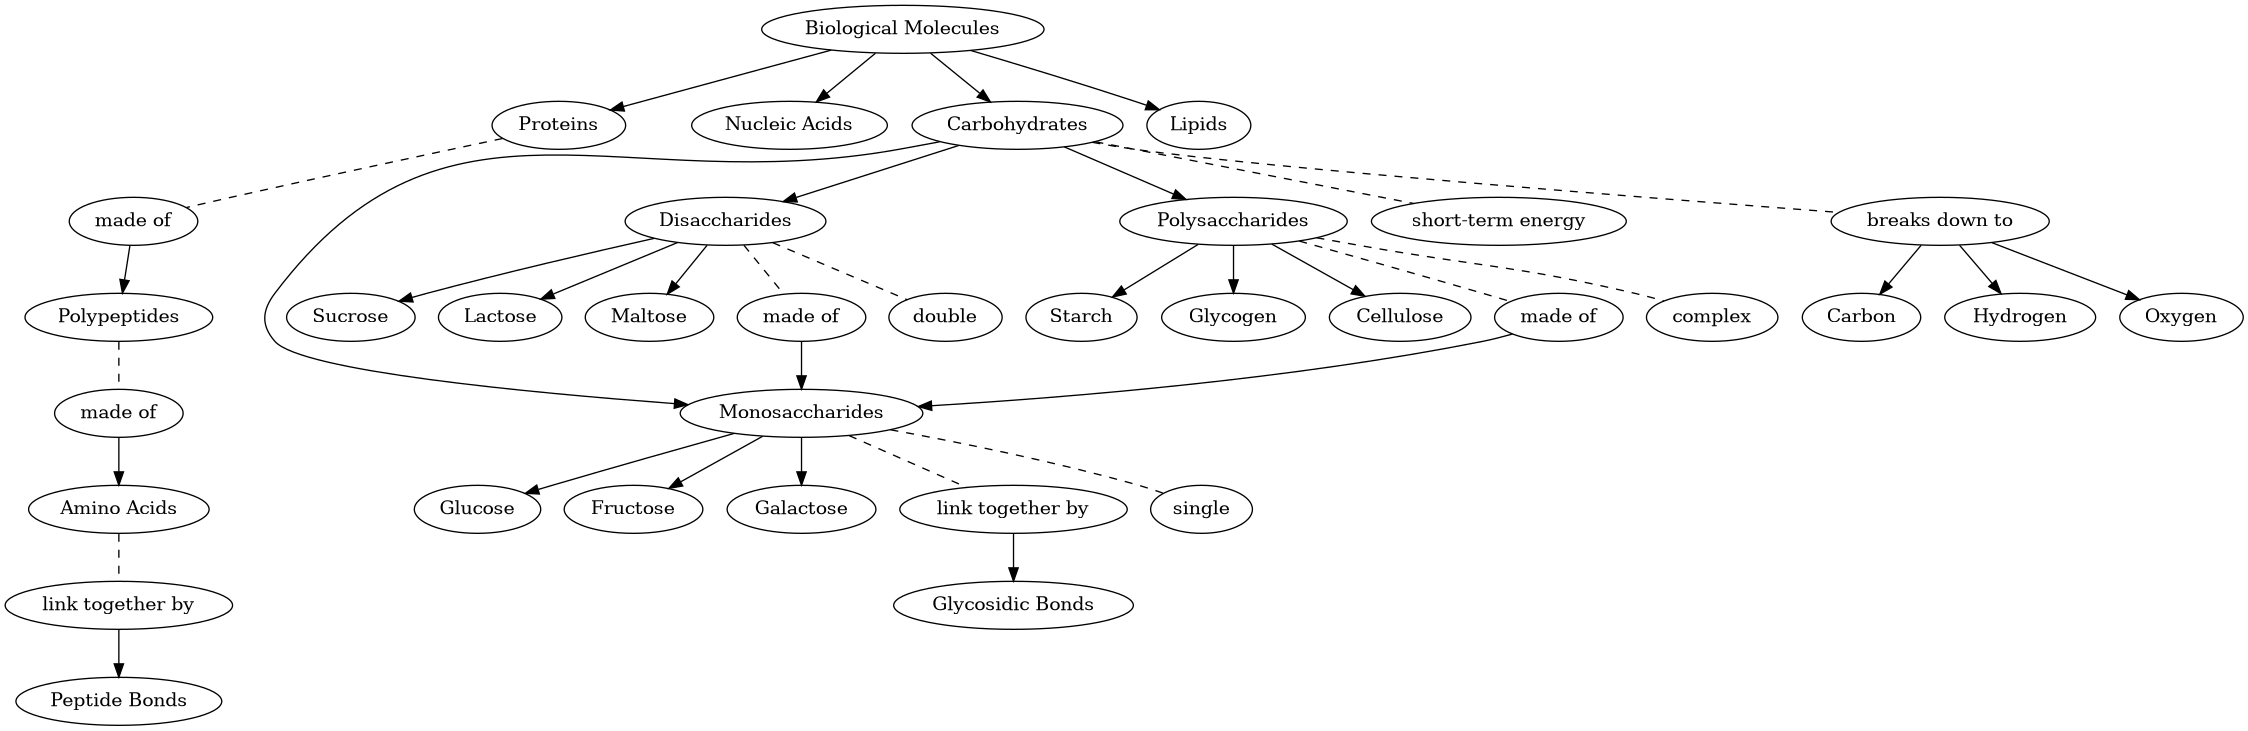 Biological Molecules
Proteins
Nucleic Acids
Carbohydrates
Lipids
made of
Disaccharides
Polysaccharides
short-term energy
breaks down to
Polypeptides
Sucrose
Lactose
Maltose
made of
double
Starch
Glycogen
Cellulose
made of
complex
Carbon
Hydrogen
Oxygen
made of
Monosaccharides
Amino Acids
Glucose
Fructose
Galactose
link together by
single
link together by
Glycosidic Bonds
Peptide Bonds